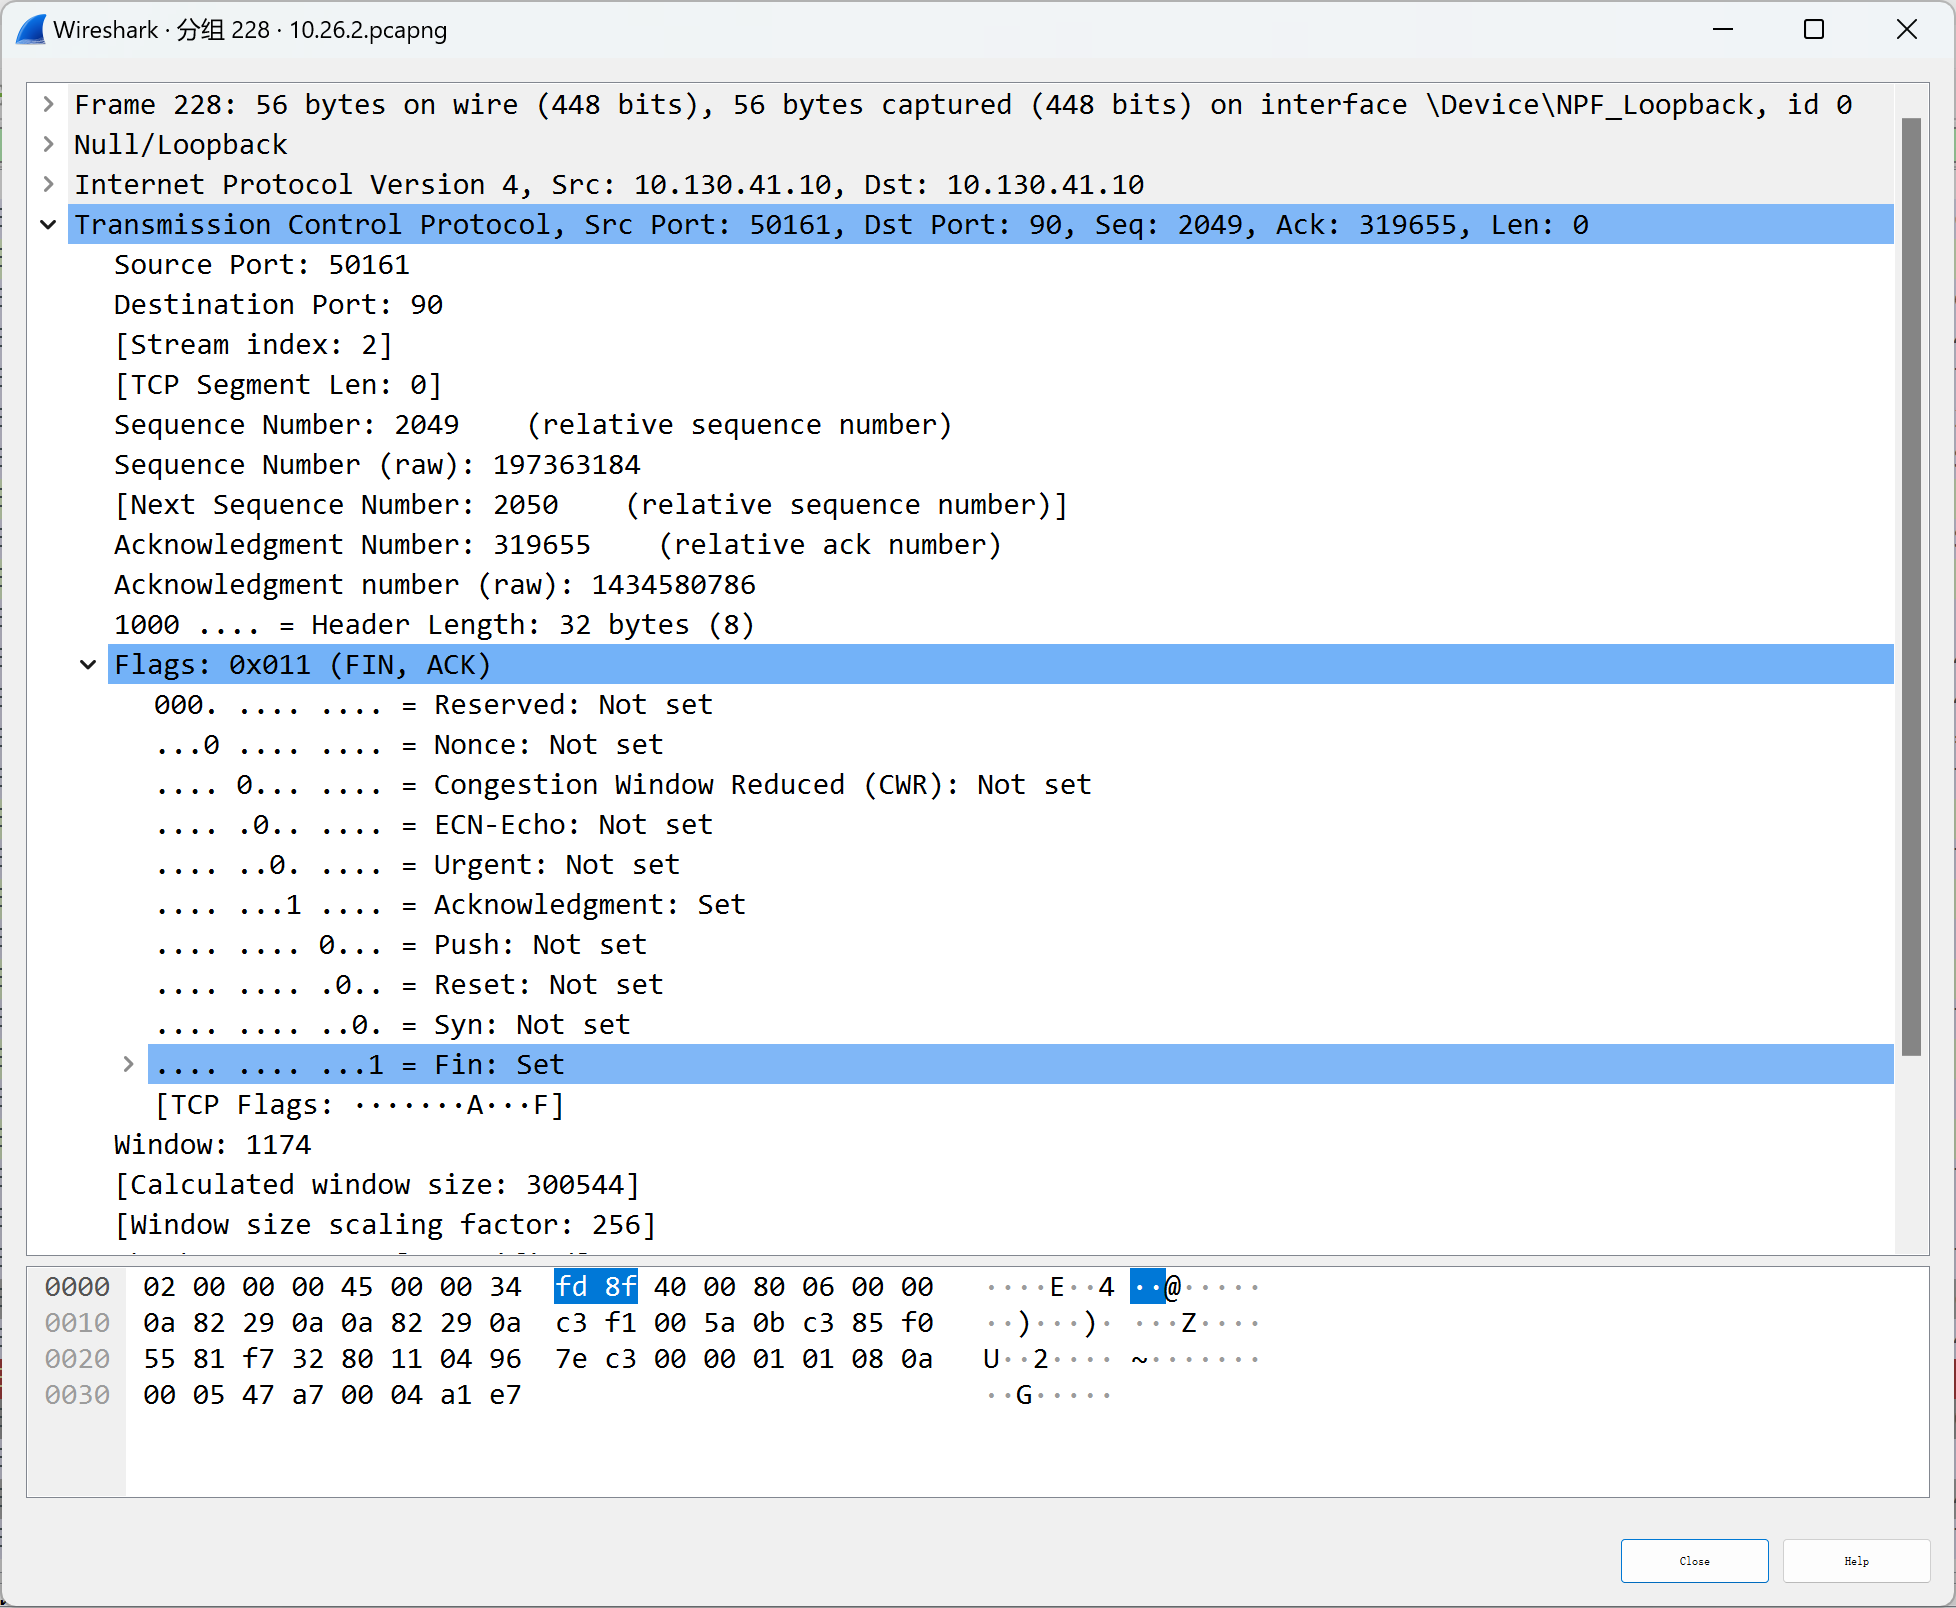 Wireshark · 分组 228 · 10.26.2.pcapng
Frame 228: 56 bytes on wire (448 bits), 56 bytes captured (448 bits) on interface \Device\NPF_Loopback, id 0
Null/Loopback
Internet Protocol Version 4, Src: 10.130.41.10, Dst: 10.130.41.10
Transmission Control Protocol, Src Port: 50161, Dst Port: 90, Seq: 2049, Ack: 319655, Len: 0
Source Port: 50161
Destination Port: 90
[Stream index: 2]
[TCP Segment Len: 0]
Sequence Number: 2049    (relative sequence number)
Sequence Number (raw): 197363184
[Next Sequence Number: 2050    (relative sequence number)]
Acknowledgment Number: 319655    (relative ack number)
Acknowledgment number (raw): 1434580786
1000 .... = Header Length: 32 bytes (8)
Flags: 0x011 (FIN, ACK)
000. .... .... = Reserved: Not set
...0 .... .... = Nonce: Not set
.... 0... .... = Congestion Window Reduced (CWR): Not set
.... .0.. .... = ECN-Echo: Not set
.... ..0. .... = Urgent: Not set
.... ...1 .... = Acknowledgment: Set
.... .... 0... = Push: Not set
.... .... .0.. = Reset: Not set
.... .... ..0. = Syn: Not set
.... .... ...1 = Fin: Set
[TCP Flags: ·······A···F]
Window: 1174
[Calculated window size: 300544]
[Window size scaling factor: 256]
0000 02 00 00 00 45 00 00 34 fd 8f 40 00 80 06 00 00 ····E··4 ··@·····
0010 0a 82 29 0a 0a 82 29 0a c3 f1 00 5a 0b c3 85 f0 ··)···)· ···Z····
0020 55 81 f7 32 80 11 04 96 7e c3 00 00 01 01 08 0a U··2···· ~·······
0030 00 05 47 a7 00 04 a1 e7 ··G·····
Close
Help